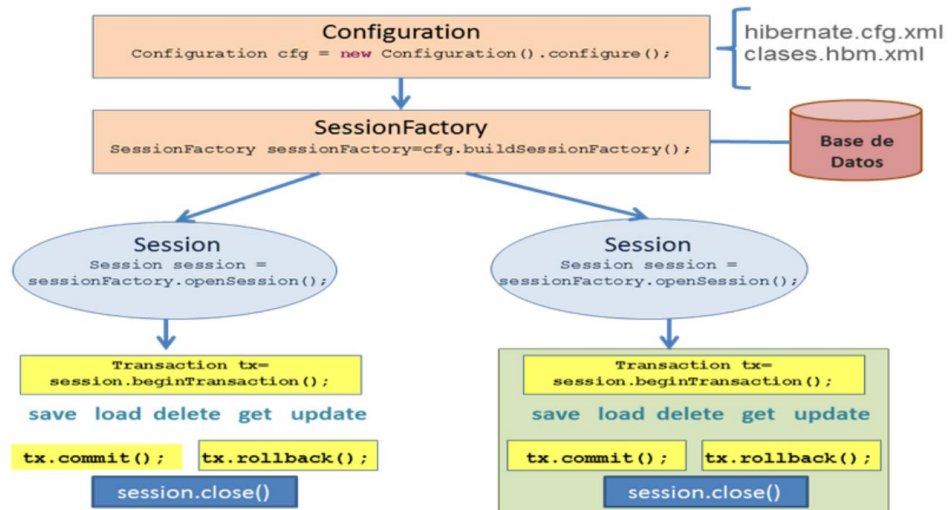 Configuration
Configuration cfg = new Configuration().configure();
hibernate.cfg.xml
clases.hbm.xml
SessionFactory
SessionFactory sessionFactory=cfg.buildSessionFactory();
Base de
Datos
Session
Session session =
sessionFactory.openSession();
Session
Session session =
sessionFactory.openSession();
Transaction tx=
session.beginTransaction();
save load delete get update
tx.commit(); tx.rollback();
session.close()
Transaction tx=
session.beginTransaction();
save load delete get update
tx.commit(); tx.rollback();
session.close()